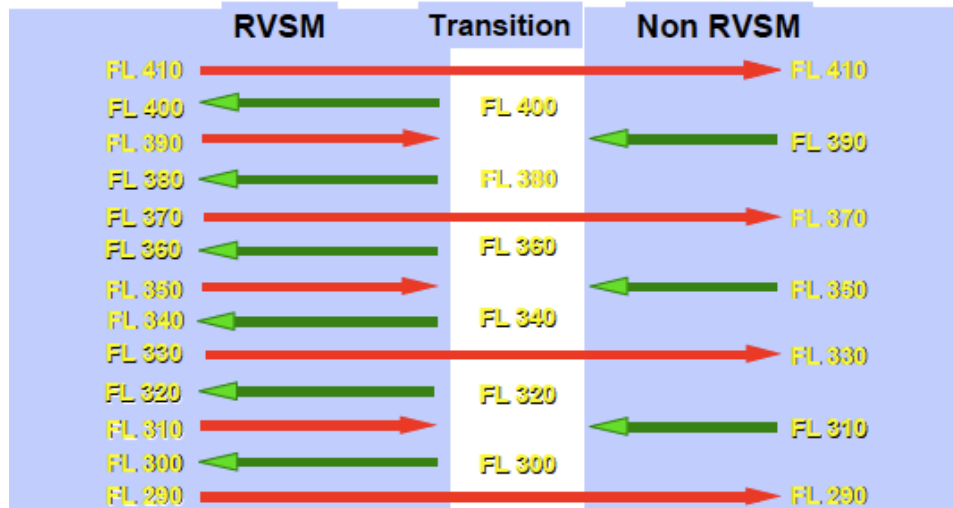 RVSM Transition Non RVSM
FL 410 FL 410
FL 400 FL 400
FL 390 FL 390
FL 380 FL 380
FL 370 FL 370
FL 360 FL 360
FL 350 FL 350
FL 340 FL 340
FL 330 FL 330
FL 320 FL 320
FL 310 FL 310
FL 300 FL 300
FL 290 FL 290